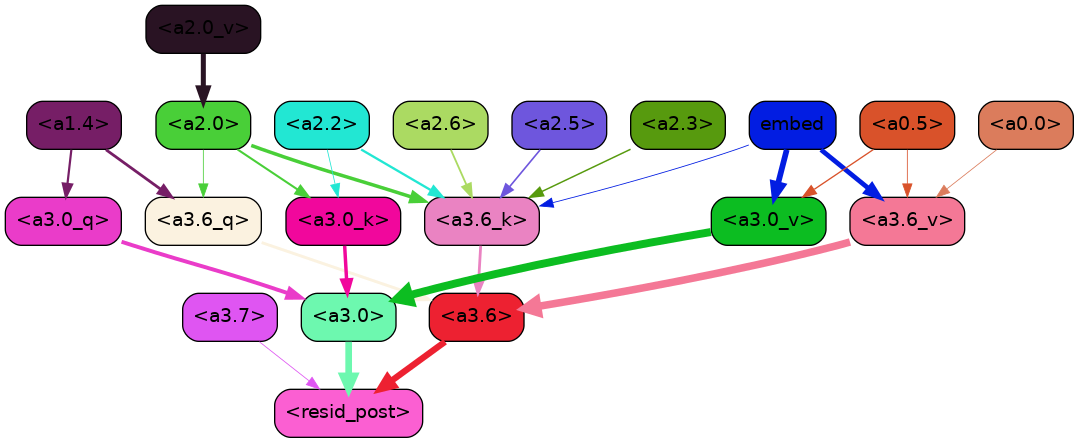 <a2.0_v>
<a1.4> <a2.0> <a2.2> <a2.6> <a2.5> <a2.3> embed <a0.5> <a0.0>
<a3.0_q> <a3.6_q> <a3.0_k> <a3.6_k> <a3.0_v> <a3.6_v>
<a3.7> <a3.0> <a3.6>
<resid_post>